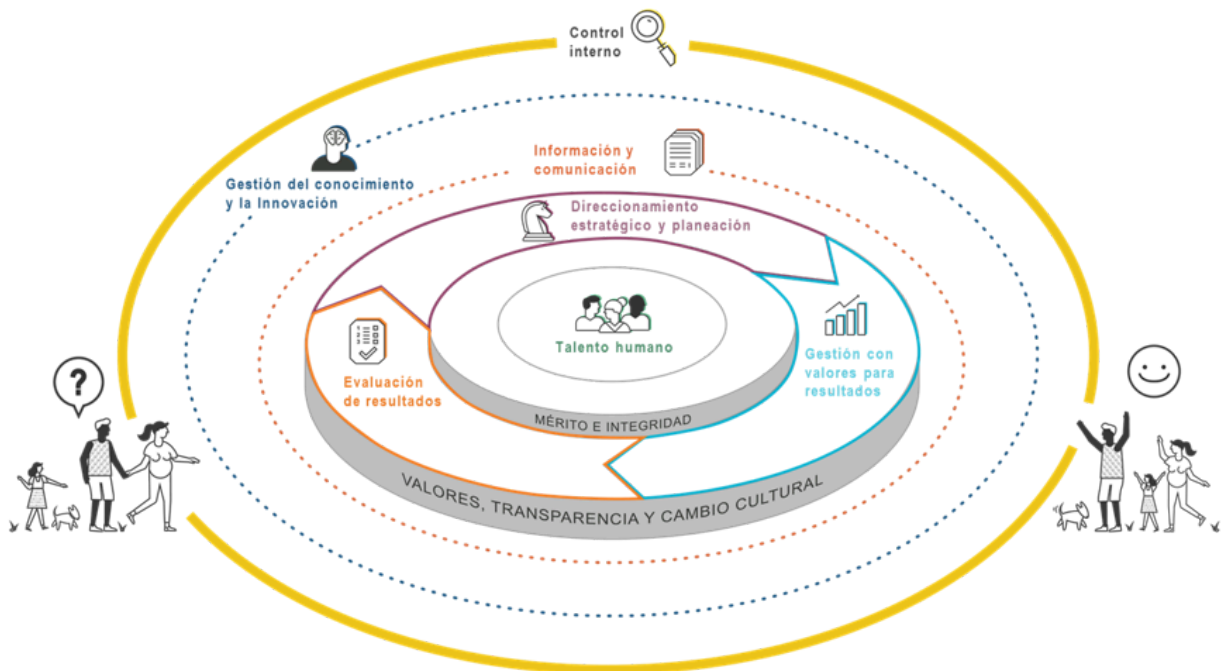 Control
interno
Información y
comunicación
Gestión del conocimiento
y la Innovación
Direccionamiento
estratégico y planeación
Talento humano
Gestión con
valores para
resultados
Evaluación
de resultados
MÉRITO E INTEGRIDAD
VALORES, TRANSPARENCIA Y CAMBIO CULTURAL
?